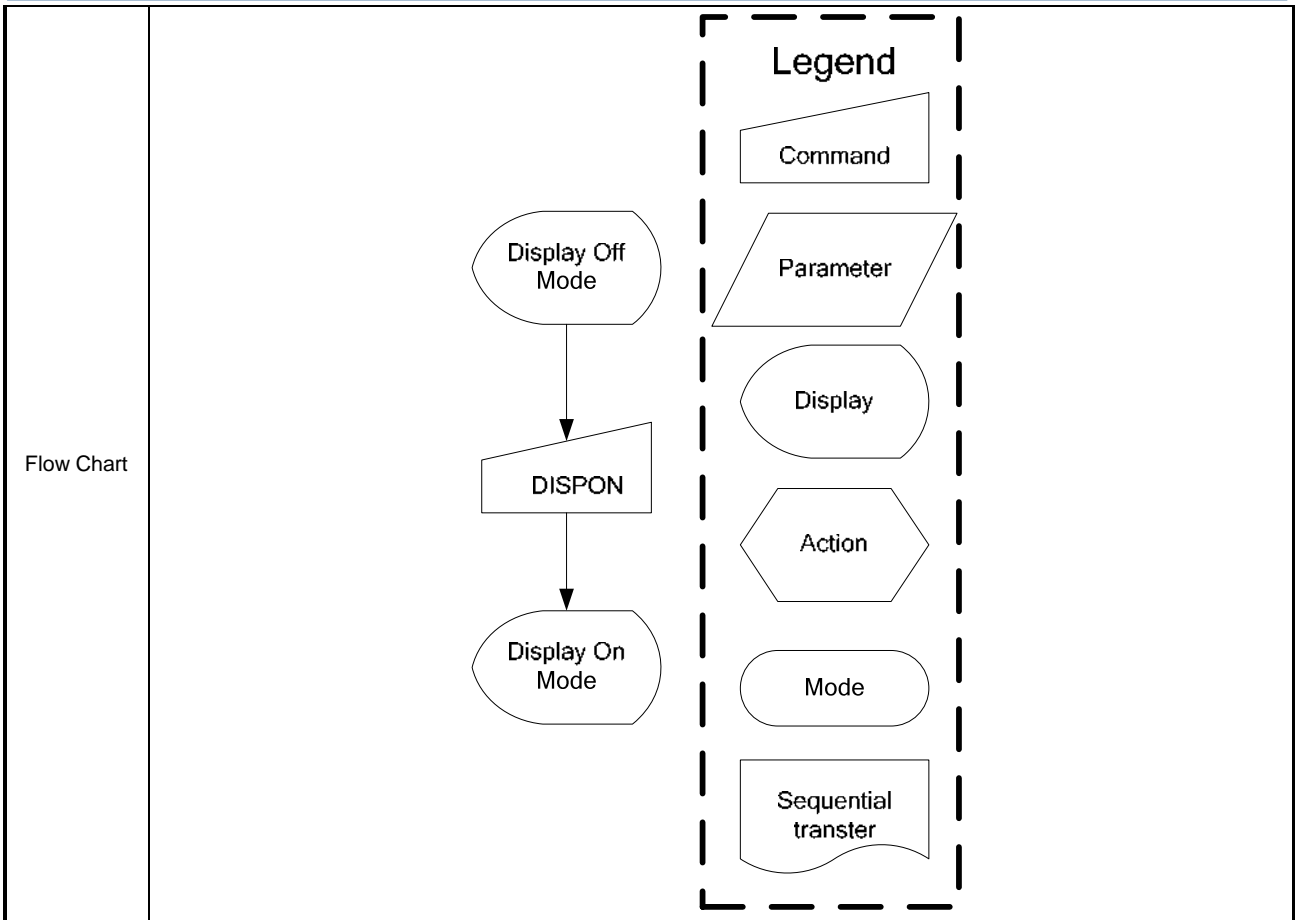 Flow Chart
Display Off
Mode
DISPON
Display On
Mode
Legend
Command
Parameter
Display
Action
Mode
Sequential
transter